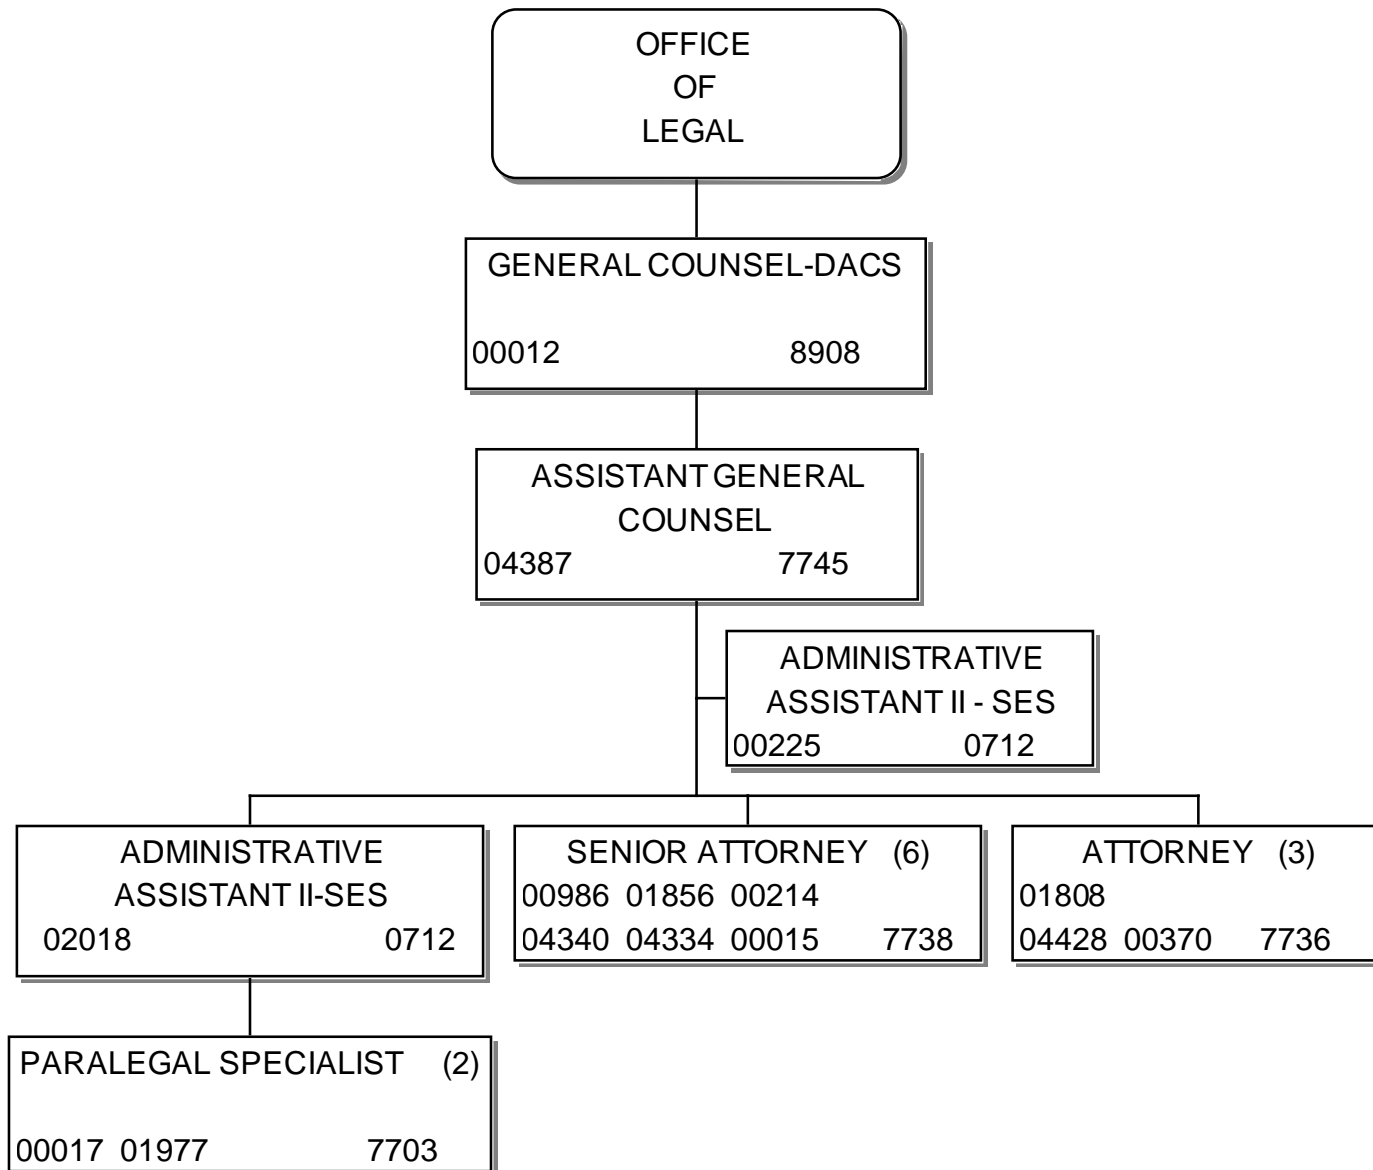 OFFICE
OF
LEGAL
GENERAL COUNSEL-DACS
00012 8908
ASSISTANT GENERAL
COUNSEL
04387 7745
ADMINISTRATIVE
ASSISTANT II - SES
00225 0712
ADMINISTRATIVE
ASSISTANT II-SES
02018 0712
SENIOR ATTORNEY (6)
00986 01856 00214
04340 04334 00015 7738
ATTORNEY (3)
01808
04428 00370 7736
PARALEGAL SPECIALIST (2)
00017 01977 7703